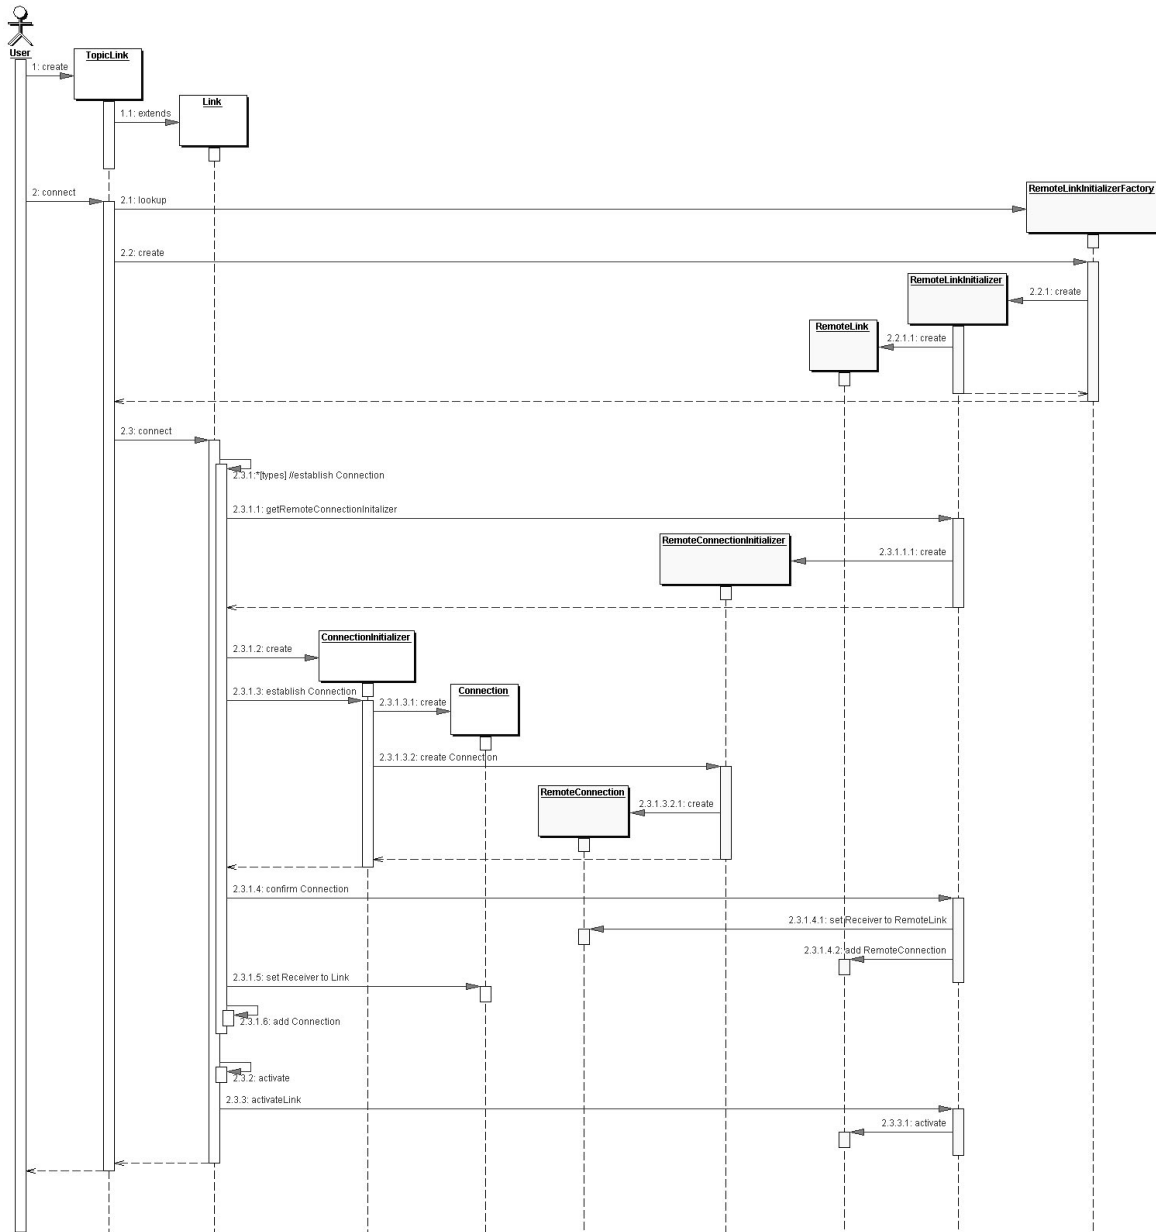 User
TopicLink
1: create
Link
1.1: extends
RemoteLinkInitializerFactory
2: connect
2.1: lookup
2.2: create
RemoteLinkInitializer
2.2.1: create
RemoteLink
2.2.1.1: create
2.3: connect
2.3.1:*[types] //establish Connection
2.3.1.1: getRemoteConnectionInitalizer
RemoteConnectionInitializer
2.3.1.1.1: create
ConnectionInitializer
2.3.1.2: create
2.3.1.3: establish Connection
Connection
2.3.1.3.1: create
2.3.1.3.2: create Connection
RemoteConnection
2.3.1.3.2.1: create
2.3.1.4: confirm Connection
2.3.1.4.1: set Receiver to RemoteLink
2.3.1.4.2: add RemoteConnection
2.3.1.5: set Receiver to Link
2.3.1.6: add Connection
2.3.2: activate
2.3.3: activateLink
2.3.3.1: activate